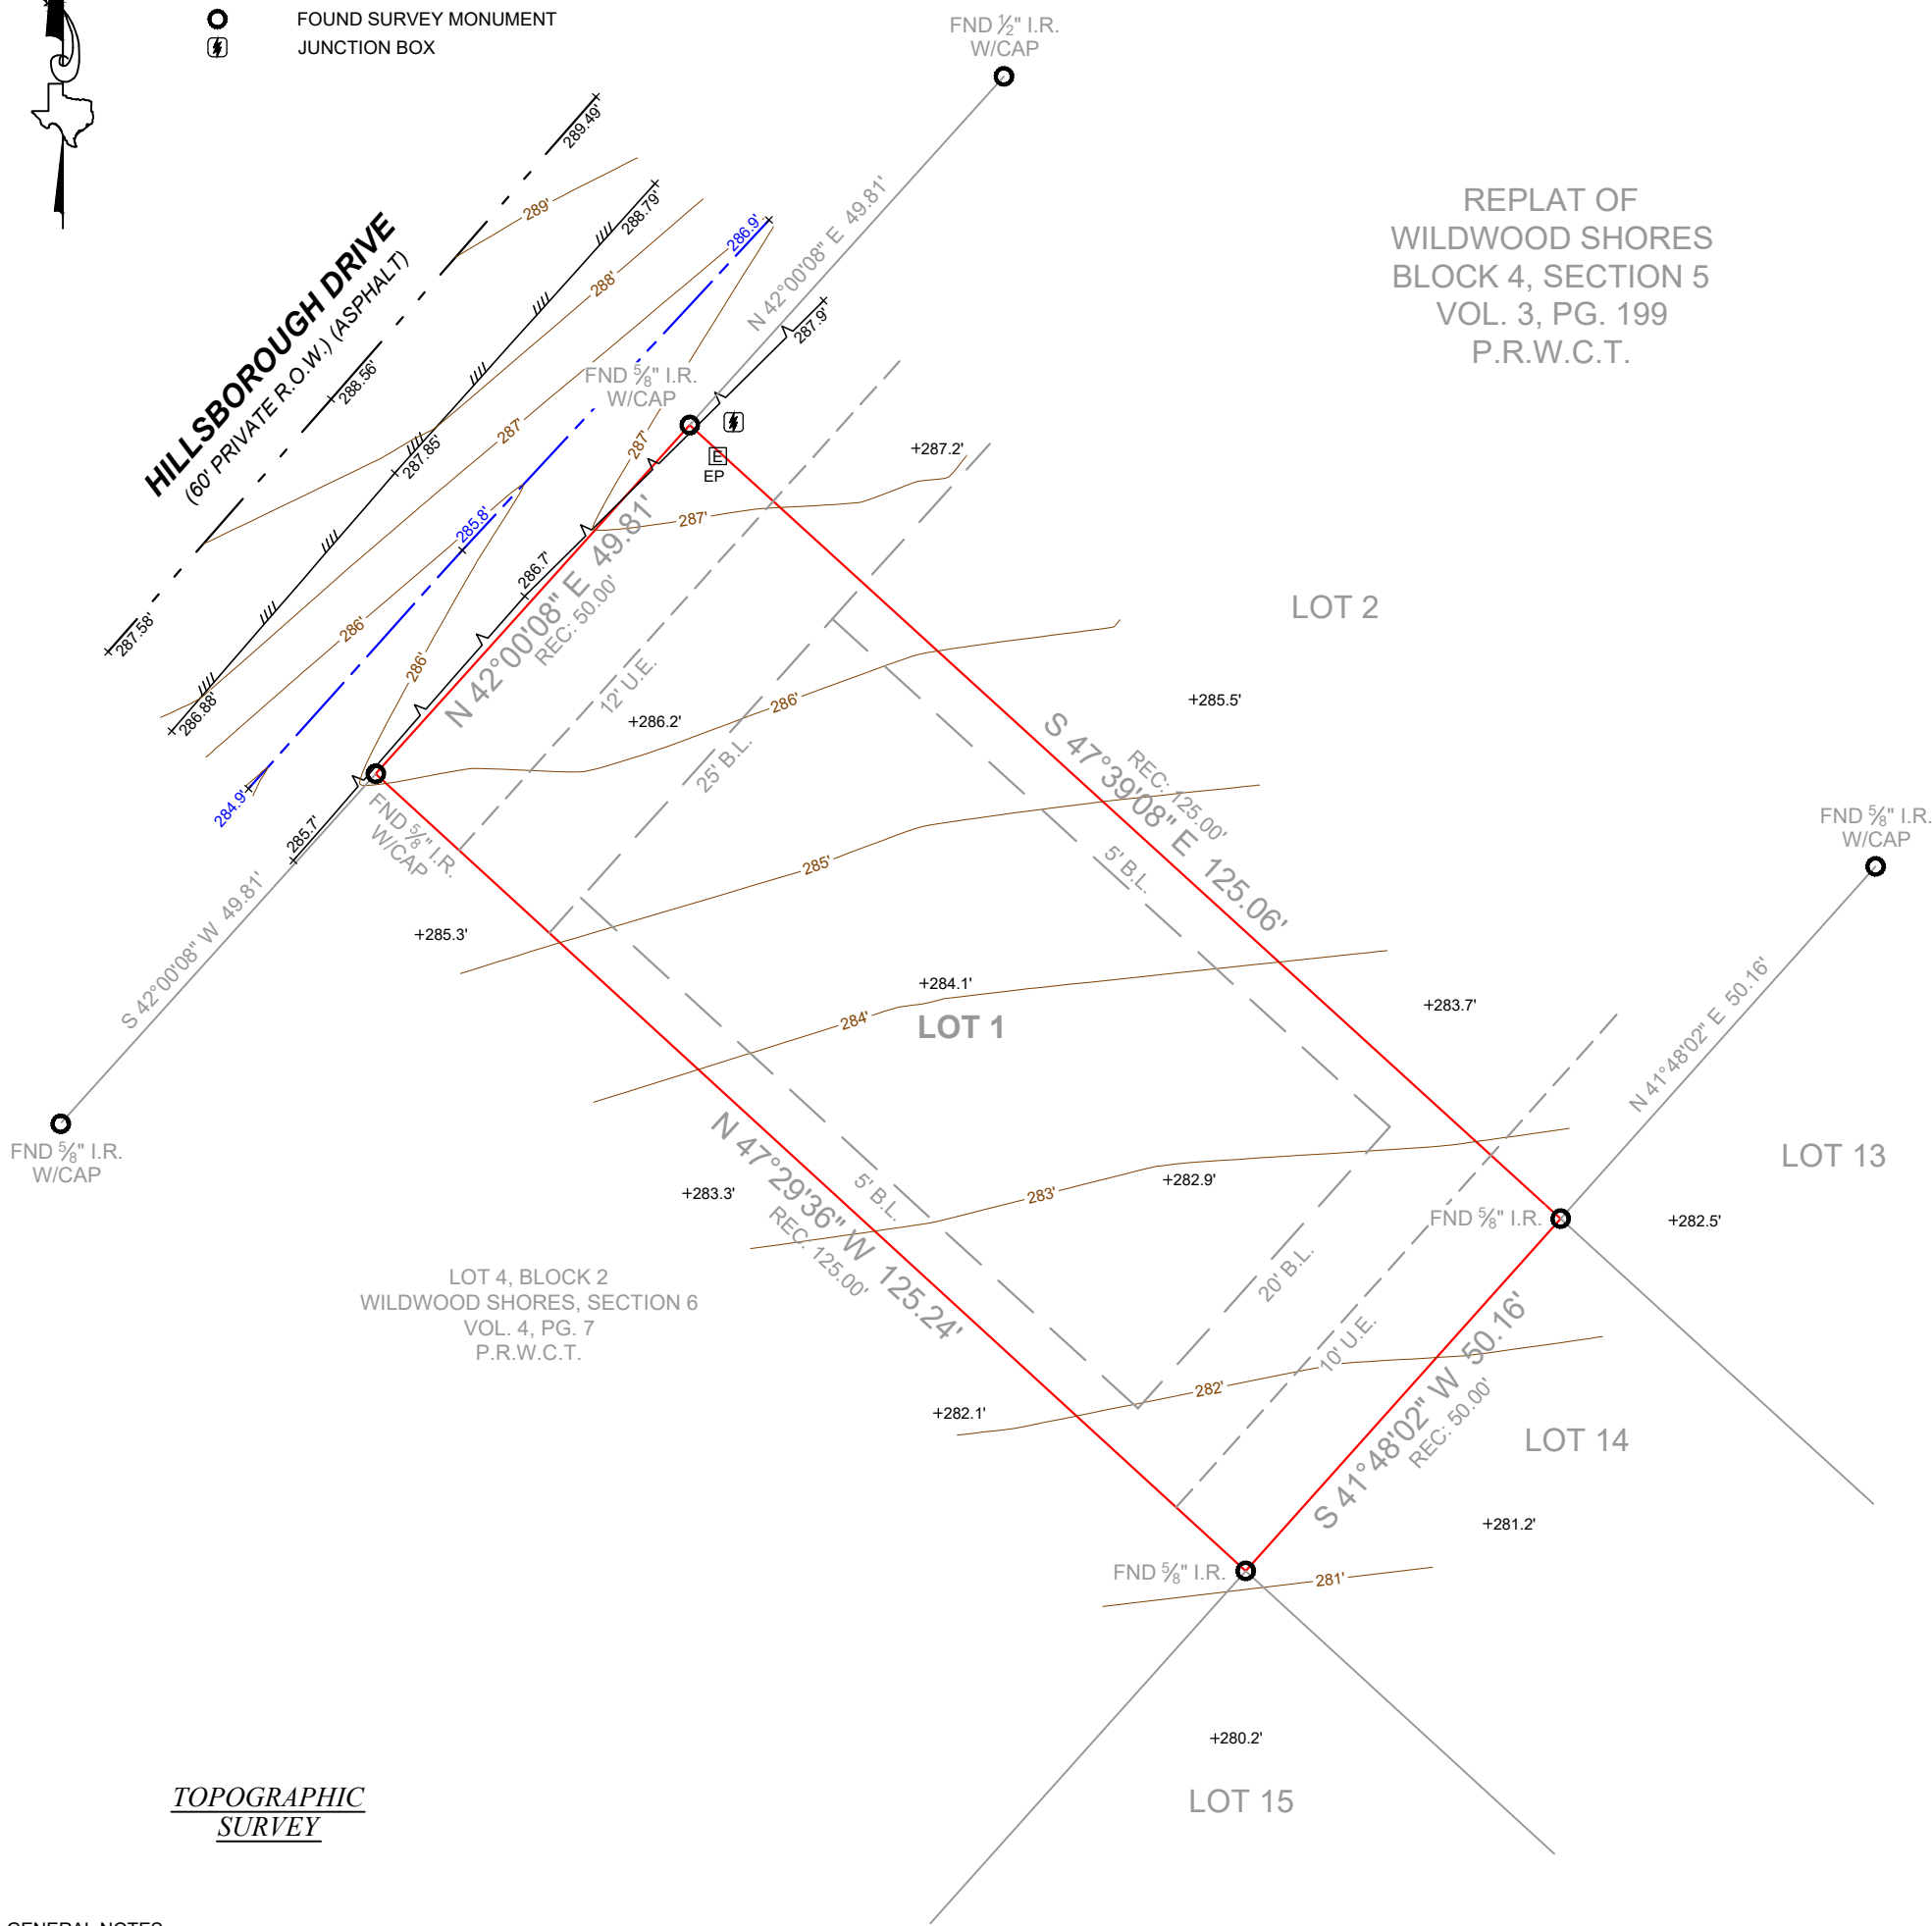 FOUND SURVEY MONUMENT
JUNCTION BOX
FND 1/2" I.R.
W/CAP
289.49'
289'
288.79'
286.9'
N 42°00'08" E 49.81'
REPLAT OF
WILDWOOD SHORES
BLOCK 4, SECTION 5
VOL. 3, PG. 199
P.R.W.C.T.
HILLSBOROUGH DRIVE
(60' PRIVATE R.O.W.) (ASPHALT)
288'
287.9'
288.56'
FND 5/8" I.R.
W/CAP
287'
287.85'
287'
E
EP
+287.2'
287'
285.8'
286.7'
N 42°00'08" E 49.81'
REC: 50.00'
LOT 2
287.58'
286'
286'
12' U.E.
286.88'
+286.2'
286'
+285.5'
25' B.L.
S 47°39'08" E 125.06'
REC: 125.00'
284.9'
285.7'
FND 5/8" I.R.
W/CAP
FND 5/8" I.R.
W/CAP
285'
5' B.L.
S 42°00'08" W 49.81'
+285.3'
+284.1'
284'
LOT 1
+283.7'
N 41°48'02" E 50.16'
FND 5/8" I.R.
W/CAP
LOT 13
N 47°29'36" W 125.24'
REC: 125.00'
5' B.L.
+283.3'
283'
+282.9'
FND 5/8" I.R.
+282.5'
20' B.L.
LOT 4, BLOCK 2
WILDWOOD SHORES, SECTION 6
VOL. 4, PG. 7
P.R.W.C.T.
10' U.E.
S 41°48'02" W 50.16'
REC: 50.00'
282'
+282.1'
LOT 14
+281.2'
FND 5/8" I.R.
281'
+280.2'
LOT 15
TOPOGRAPHIC
SURVEY
GENERAL NOTES